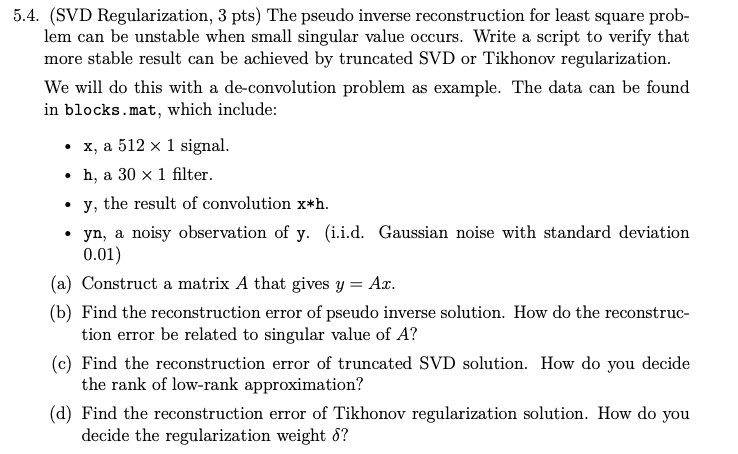 5.4. (SVD Regularization, 3 pts) The pseudo inverse reconstruction for least square prob-
lem can be unstable when small singular value occurs. Write a script to verify that
more stable result can be achieved by truncated SVD or Tikhonov regularization.
We will do this with a de-convolution problem as example. The data can be found
in blocks.mat, which include:
• x, a 512 × 1 signal.
• h, a 30 × 1 filter.
• y, the result of convolution x*h.
• yn, a noisy observation of y. (i.i.d. Gaussian noise with standard deviation
0.01)
(a) Construct a matrix A that gives y = Ax.
(b) Find the reconstruction error of pseudo inverse solution. How do the reconstruc-
tion error be related to singular value of A?
(c) Find the reconstruction error of truncated SVD solution. How do you decide
the rank of low-rank approximation?
(d) Find the reconstruction error of Tikhonov regularization solution. How do you
decide the regularization weight δ?